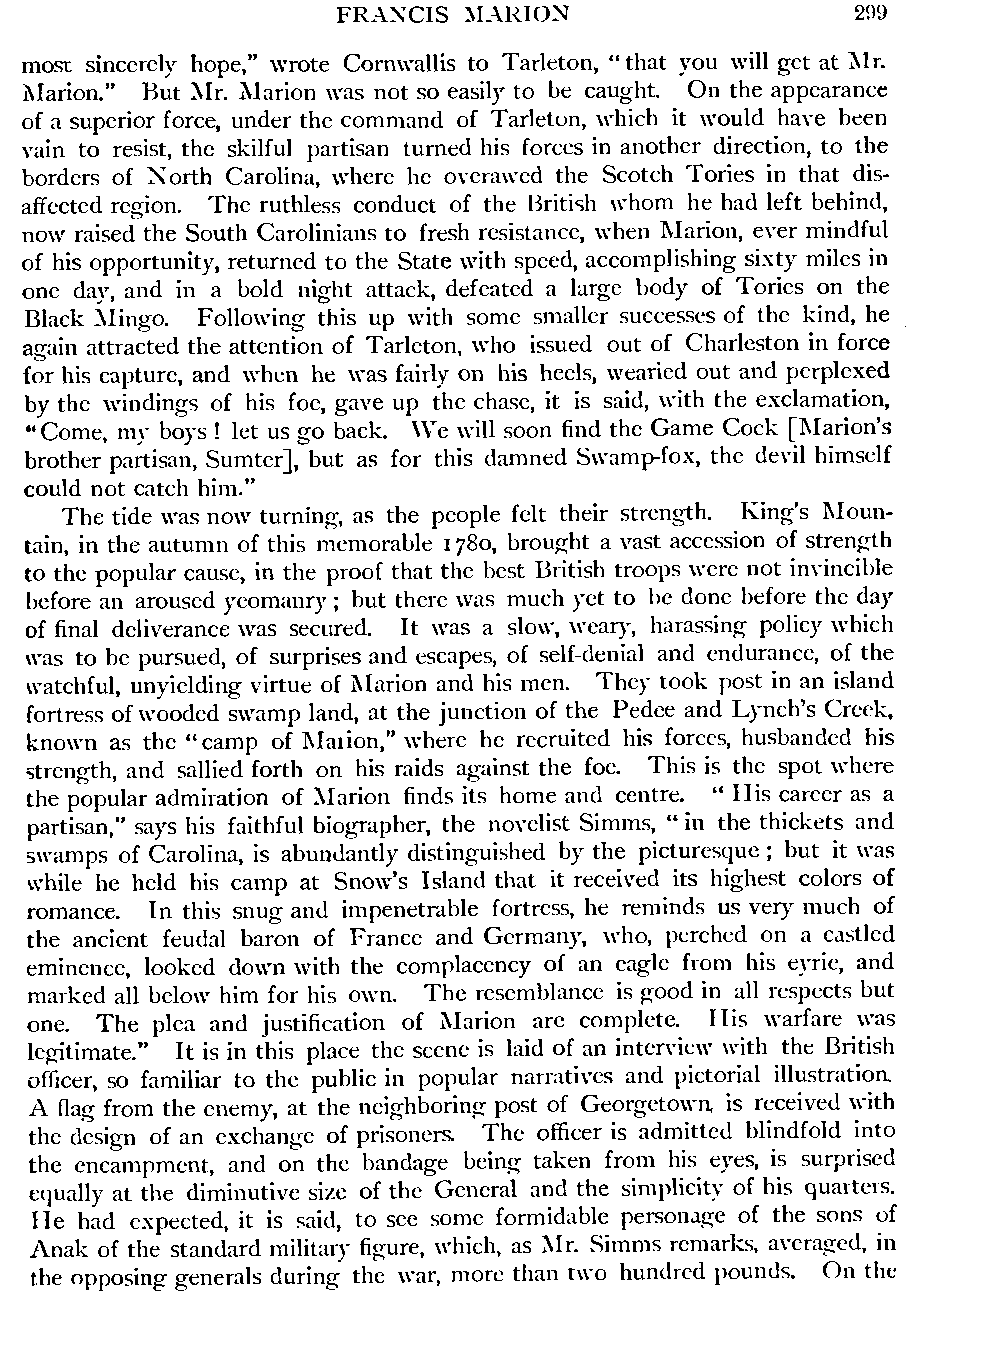 FRANCIS MARION 299
most sincerely hope," wrote Cornwallis to Tarleton, "that you will get at Mr.
Marion." But Mr. Marion was not so easily to be caught. On the appearance
of a superior force, under the command of Tarleton, which it would have been
vain to resist, the skilful partisan turned his forces in another direction, to the
borders of North Carolina, where he overawed the Scotch Tories in that dis-
affected region. The ruthless conduct of the British whom he had left behind,
now raised the South Carolinians to fresh resistance, when Marion, ever mindful
of his opportunity, returned to the State with speed, accomplishing sixty miles in
one day, and in a bold night attack, defeated a large body of Tories on the
Black Mingo. Following this up with some smaller successes of the kind, he
again attracted the attention of Tarleton, who issued out of Charleston in force
for his capture, and when he was fairly on his heels, wearied out and perplexed
by the windings of his foe, gave up the chase, it is said, with the exclamation,
"Come, my boys! let us go back. We will soon find the Game Cock [Marion's
brother partisan, Sumter], but as for this damned Swamp-fox, the devil himself
could not catch him."
The tide was now turning, as the people felt their strength. King's Moun-
tain, in the autumn of this memorable 1780, brought a vast accession of strength
to the popular cause, in the proof that the best British troops were not invincible
before an aroused yeomanry; but there was much yet to be done before the day
of final deliverance was secured. It was a slow, weary, harassing policy which
was to be pursued, of surprises and escapes, of self-denial and endurance, of the
watchful, unyielding virtue of Marion and his men. They took post in an island
fortress of wooded swamp land, at the junction of the Pedee and Lynch's Creek,
known as the "camp of Marion," where he recruited his forces, husbanded his
strength, and sallied forth on his raids against the foe. This is the spot where
the popular admiration of Marion finds its home and centre. "His career as a
partisan," says his faithful biographer, the novelist Simms, "in the thickets and
swamps of Carolina, is abundantly distinguished by the picturesque; but it was
while he held his camp at Snow's Island that it received its highest colors of
romance. In this snug and impenetrable fortress, he reminds us very much of
the ancient feudal baron of France and Germany, who, perched on a castled
eminence, looked down with the complacency of an eagle from his eyrie, and
marked all below him for his own. The resemblance is good in all respects but
one. The plea and justification of Marion are complete. His warfare was
legitimate." It is in this place the scene is laid of an interview with the British
officer, so familiar to the public in popular narratives and pictorial illustration.
A flag from the enemy, at the neighboring post of Georgetown, is received with
the design of an exchange of prisoners. The officer is admitted blindfold into
the encampment, and on the bandage being taken from his eyes, is surprised
equally at the diminutive size of the General and the simplicity of his quarters.
He had expected, it is said, to see some formidable personage of the sons of
Anak of the standard military figure, which, as Mr. Simms remarks, averaged, in
the opposing generals during the war, more than two hundred pounds. On the